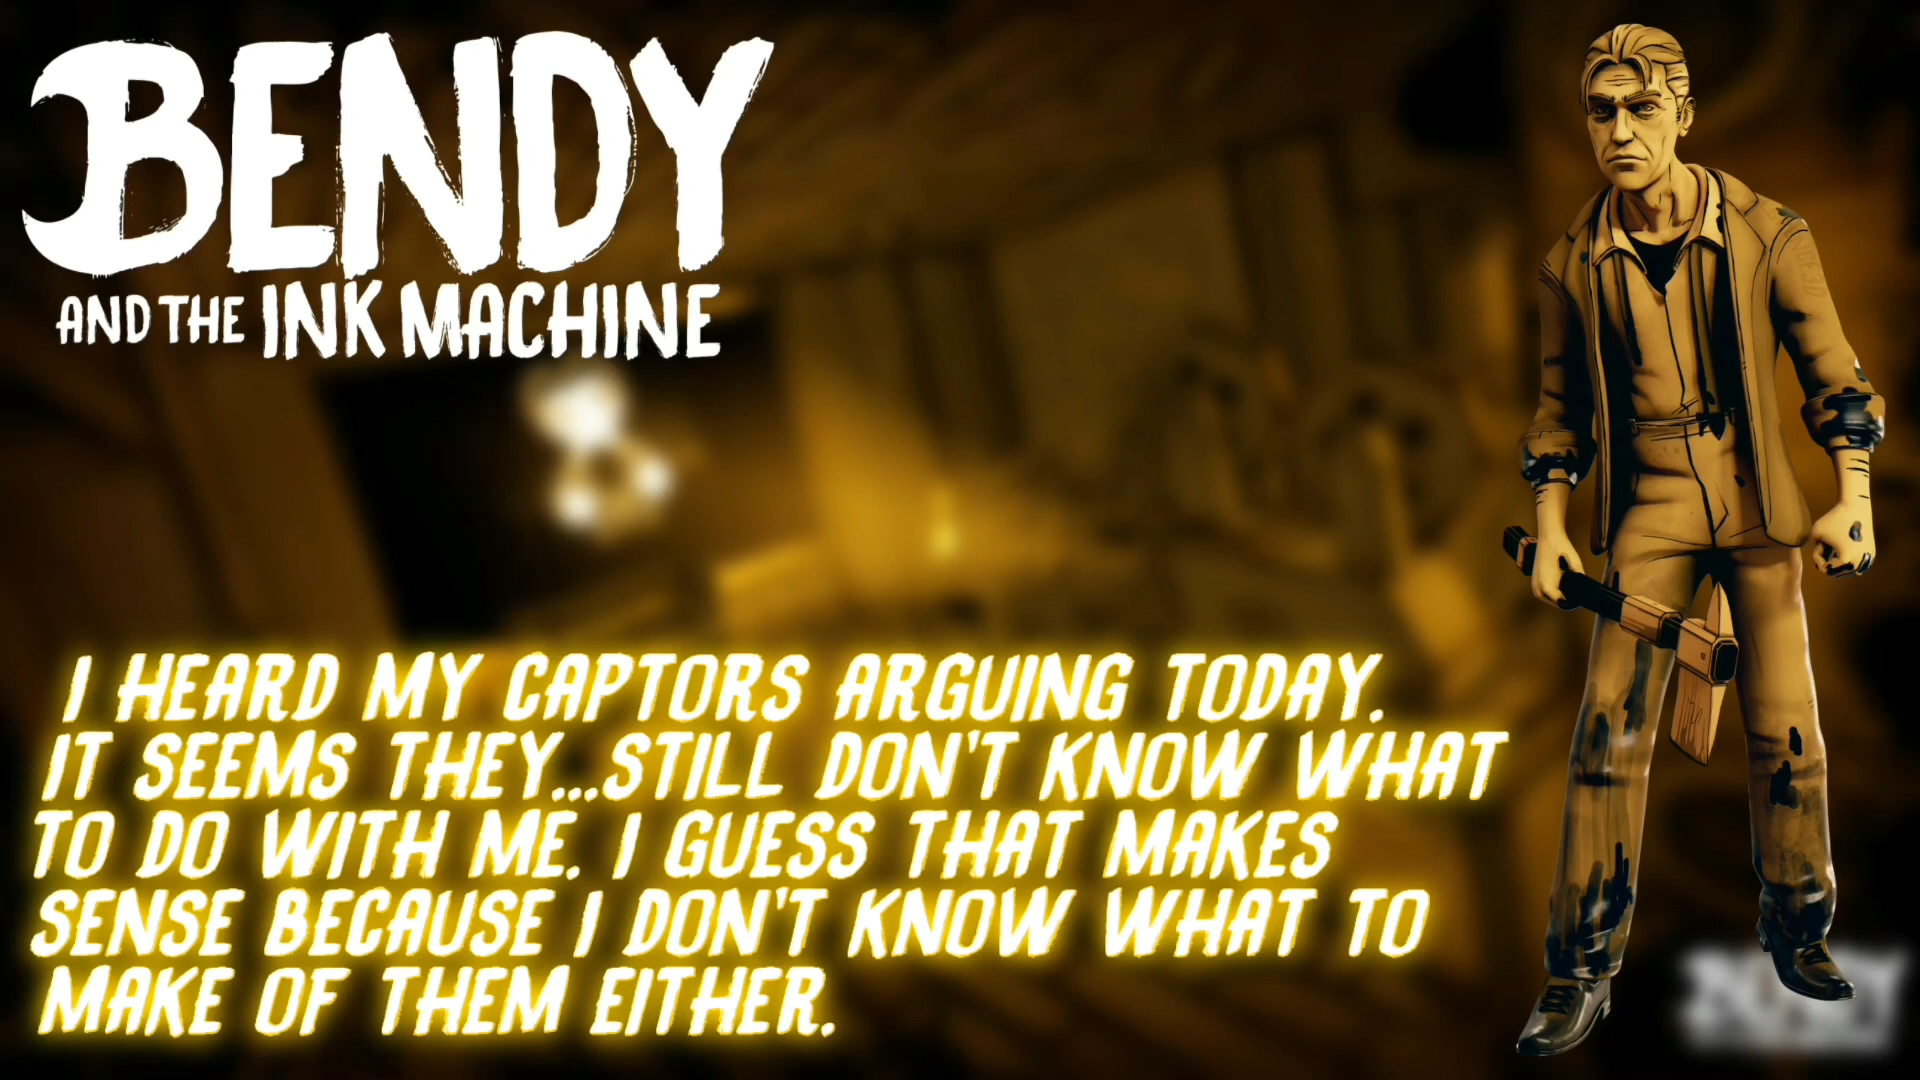 BENDY
AND THE INK MACHINE
I HEARD MY CAPTORS ARGUING TODAY.
IT SEEMS THEY...STILL DON'T KNOW WHAT
TO DO WITH ME. I GUESS THAT MAKES
SENSE BECAUSE I DON'T KNOW WHAT TO
MAKE OF THEM EITHER.